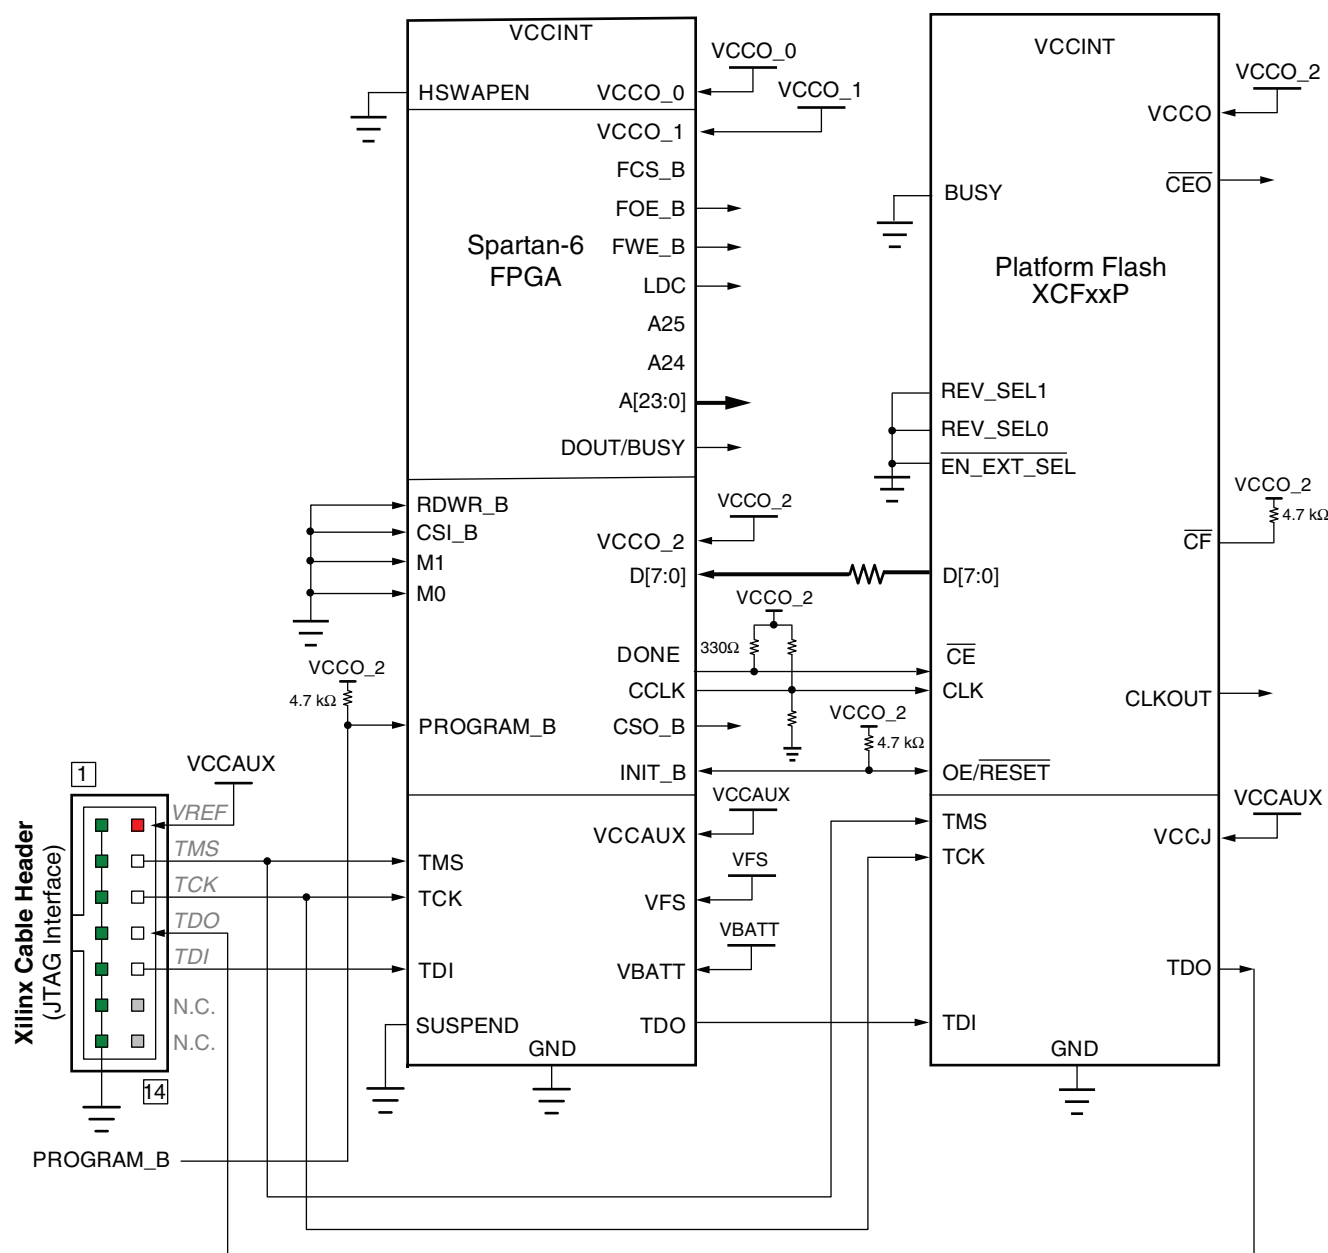 VCCINT
HSWAPEN
VCCO_0
VCCO_0
VCCO_1
VCCO_1
FCS_B
FOE_B
Spartan-6
FPGA
FWE_B
LDC
A25
A24
A[23:0]
DOUT/BUSY
RDWR_B
CSI_B
M1
M0
VCCO_2
VCCO_2
D[7:0]
VCCO_2
330Ω
DONE
CCLK
VCCO_2
4.7 kΩ
PROGRAM_B
CSO_B
VCCO_2
4.7 kΩ
INIT_B
VCCINT
VCCO_2
VCCO
CEO
BUSY
Platform Flash
XCFxxP
REV_SEL1
REV_SEL0
EN_EXT_SEL
VCCO_2
4.7 kΩ
CF
D[7:0]
CE
CLK
CLKOUT
OE/RESET
1
VCCAUX
Xilinx Cable Header
(JTAG Interface)
VREF
TMS
TCK
TDO
TDI
N.C.
N.C.
14
PROGRAM_B
TMS
TCK
TDI
SUSPEND
GND
VCCAUX
VCCAUX
VFS
VFS
VBATT
VBATT
TDO
TMS
TCK
VCCAUX
VCCJ
TDO
TDI
GND